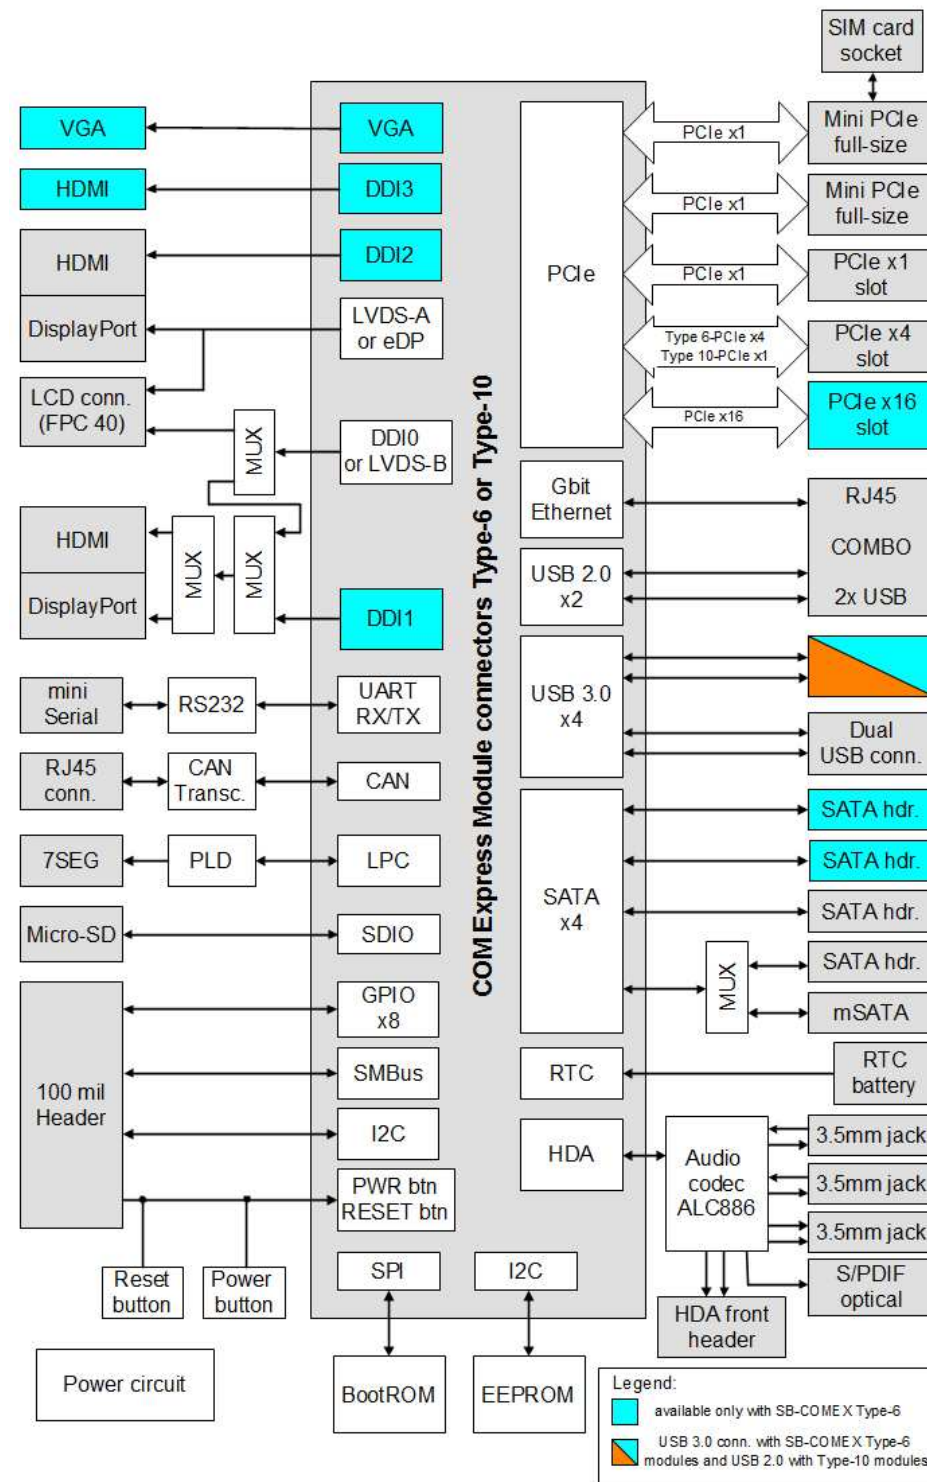 SIM card
socket
VGA
VGA
PCIe x1
Mini PCIe
full-size
HDMI
DDI3
PCIe x1
Mini PCIe
full-size
HDMI
DDI2
PCIe
PCIe x1
PCIe x1
slot
DisplayPort
LVDS-A
or eDP
Type 6-PCIe x4
Type 10-PCIe x1
PCIe x4
slot
LCD conn.
(FPC 40)
MUX
DDI0
or LVDS-B
PCIe x16
PCIe x16
slot
COM Express Module connectors Type-6 or Type-10
Gbit
Ethernet
RJ45
COMBO
2x USB
HDMI
DisplayPort
MUX
MUX
DDI1
USB 2.0
x2
mini
Serial
RS232
UART
RX/TX
USB 3.0
x4
Dual
USB conn.
RJ45
conn.
CAN
Transc.
CAN
SATA hdr.
7SEG
PLD
LPC
SATA
x4
SATA hdr.
Micro-SD
SDIO
SATA hdr.
MUX
SATA hdr.
mSATA
100 mil
Header
GPIO
x8
SMBus
RTC
RTC
battery
I2C
HDA
Audio
codec
ALC886
3.5mm jack
3.5mm jack
3.5mm jack
PWR btn
RESET btn
Reset
button
Power
button
SPI
I2C
S/PDIF
optical
HDA front
header
Power circuit
BootROM
EEPROM
Legend:
available only with SB-COMEX Type-6
USB 3.0 conn. with SB-COMEX Type-6
modules and USB 2.0 with Type-10 modules